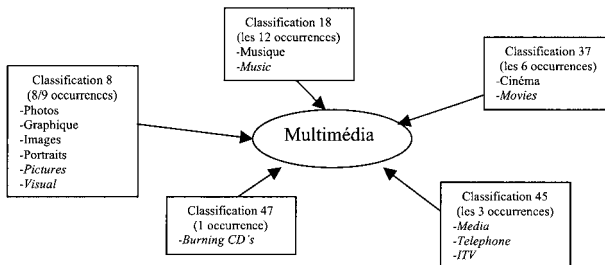 Classification 18
(les 12 occurrences)
-Musique
-Music
Classification 37
(les 6 occurrences)
-Cinéma
-Movies
Classification 8
(8/9 occurrences)
-Photos
-Graphique
-Images
-Portraits
-Pictures
-Visual
Multimédia
Classification 47
(1 occurrence)
-Burning CD's
Classification 45
(les 3 occurrences)
-Media
-Telephone
-ITV